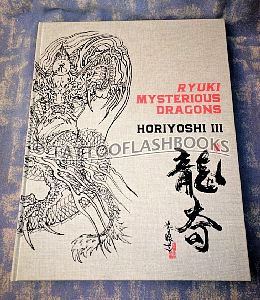 RYUKI
MYSTERIOUS
DRAGONS
HORIYOSHI III
© TATTOOFLASHBOOKS
龍奇